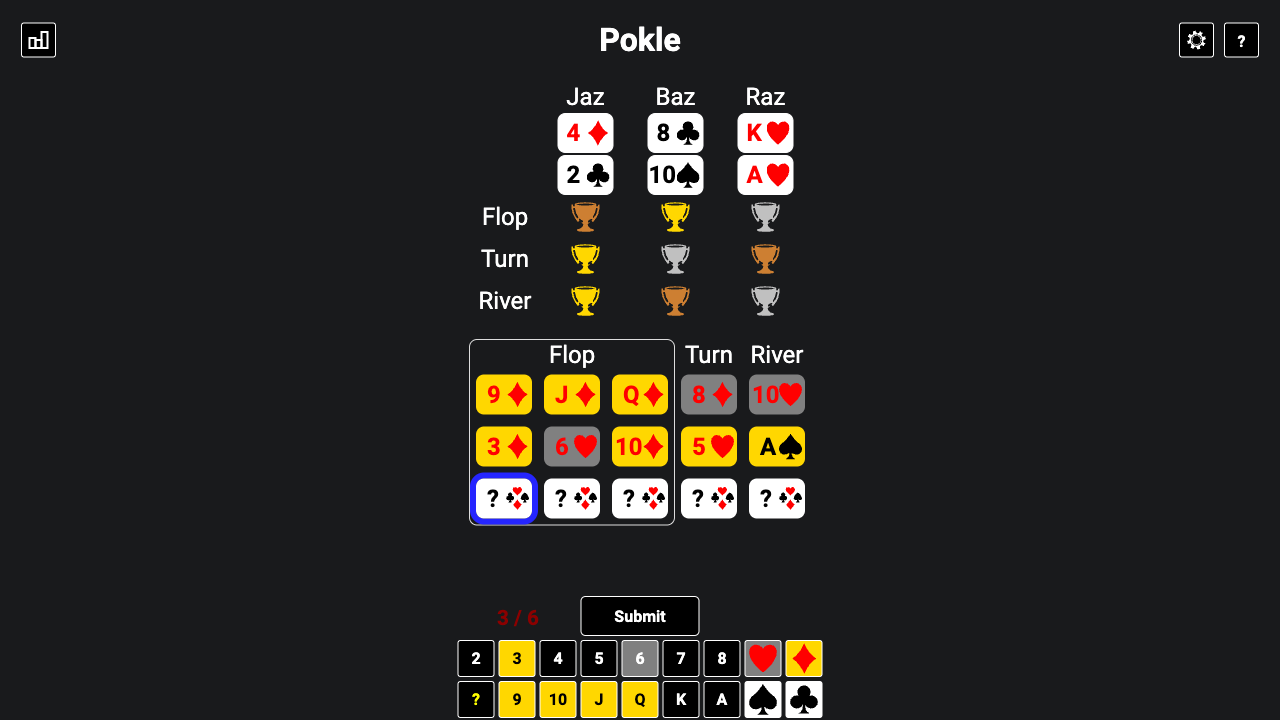 Pokle
?
Jaz Baz Raz
4 8 K
2 10 A
Flop
Turn
River
Flop Turn River
9 J Q 8 10
3 6 10 5 A
? ? ? ? ?
3 / 6
Submit
2 3 4 5 6 7 8
? 9 10 J Q K A